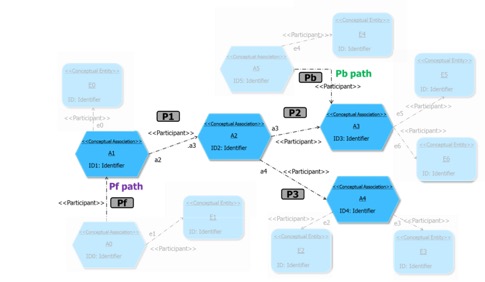 <<Conceptual Entity>>
E4
ID: Identifier
<<Participant>>
e4
<<Conceptual Association>>
ID5: Identifier
Pb
Pb path
<<Participant>>
<<Conceptual Entity>>
E0
ID: Identifier
<<Participant>>
e0
<<Conceptual Entity>>
E5
ID: Identifier
<<Participant>>
e5
P1
<<Participant>>
.a3
a2
<<Conceptual Association>>
A1
ID1: Identifier
<<Conceptual Association>>
A2
ID2: Identifier
P2
a3
<<Participant>>
<<Conceptual Association>>
A3
ID3: Identifier
e6
<<Participant>>
<<Conceptual Entity>>
E6
ID: Identifier
a4
<<Participant>>
P3
Pf path
Pf
<<Participant>>
<<Conceptual Association>>
A4
ID4: Identifier
<<Conceptual Association>>
A0
ID0: Identifier
e1
<<Participant>>
<<Conceptual Entity>>
E1
ID: Identifier
<<Participant>>
e2
<<Conceptual Entity>>
E2
ID: Identifier
<<Participant>>
e3
<<Conceptual Entity>>
E3
ID: Identifier